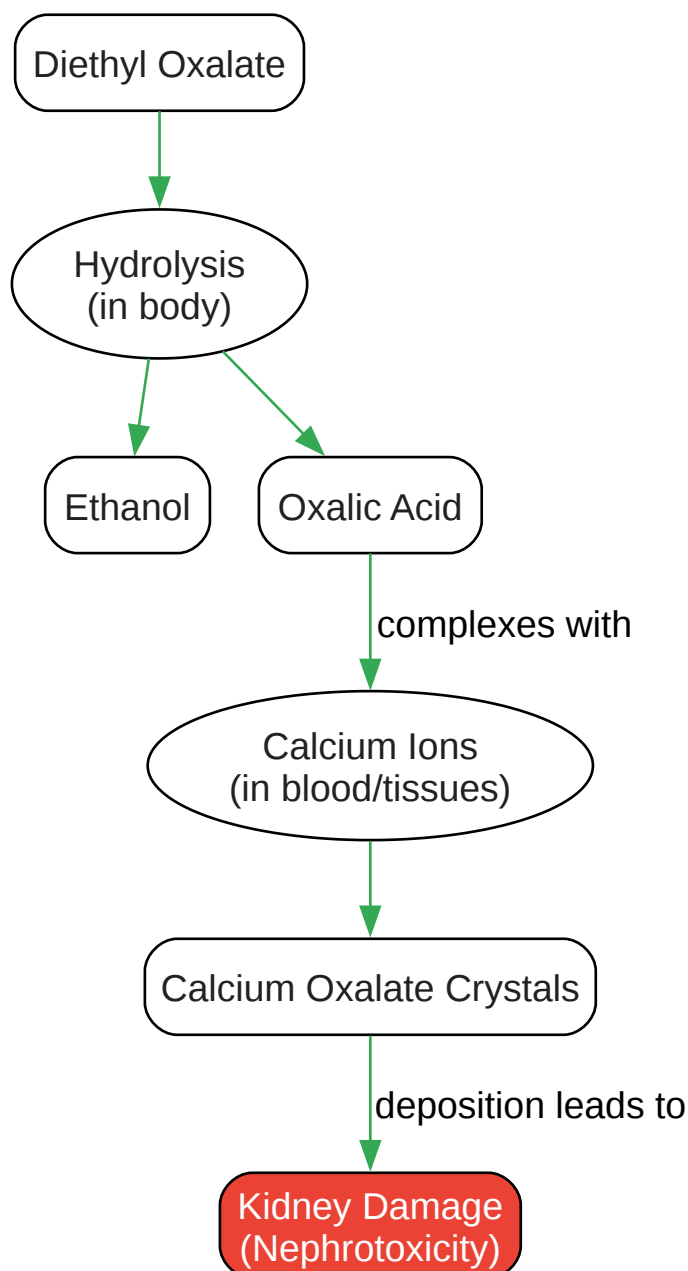 Diethyl Oxalate
Hydrolysis
(in body)
Ethanol
Oxalic Acid
complexes with
Calcium Ions
(in blood/tissues)
Calcium Oxalate Crystals
deposition leads to
Kidney Damage
(Nephrotoxicity)